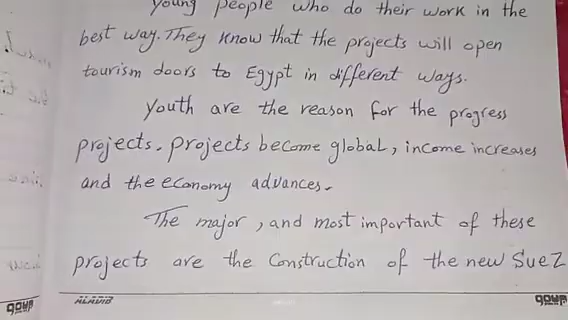 young people who do their work in the
best way. They know that the projects will open
tourism doors to Egypt in different ways.
Youth are the reason for the progress
projects. projects become global, income increases
and the economy advances.
The major, and most important of these
projects are the Construction of the new Suez